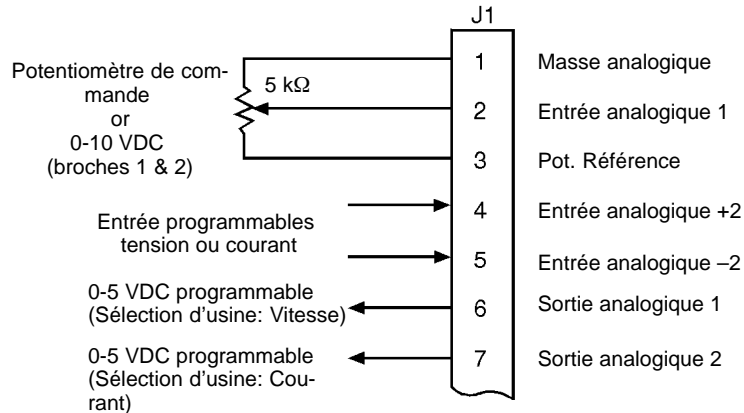 J1
Potentiomètre de com-
mande
or
0-10 VDC
(broches 1 & 2)
5 kΩ
1 Masse analogique
2 Entrée analogique 1
3 Pot. Référence
Entrée programmables
tension ou courant
4 Entrée analogique +2
5 Entrée analogique –2
0-5 VDC programmable
(Sélection d'usine: Vitesse)
6 Sortie analogique 1
0-5 VDC programmable
(Sélection d'usine: Cou-
rant)
7 Sortie analogique 2